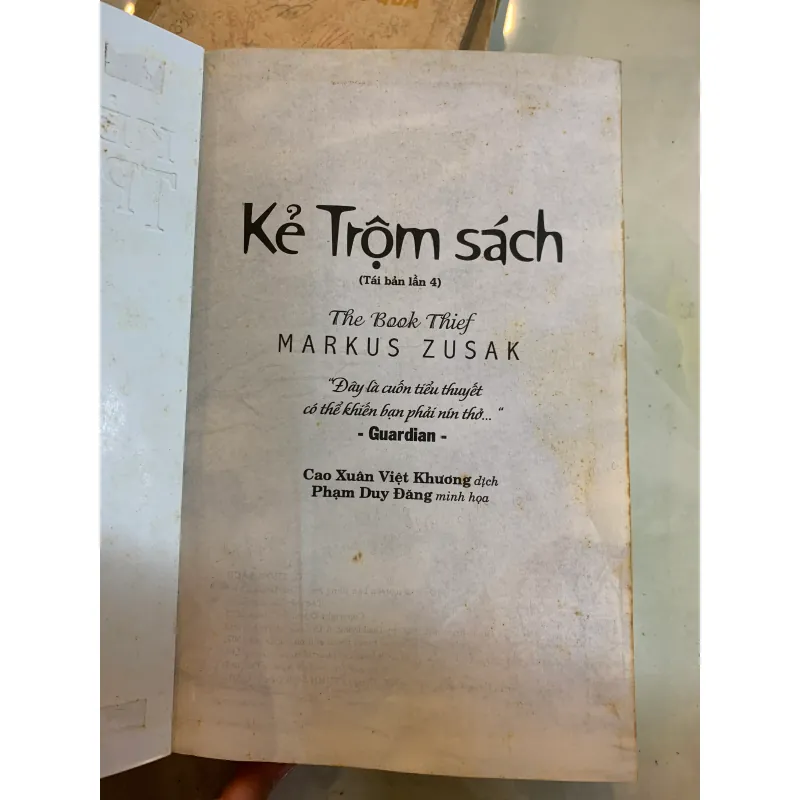 Kẻ Trộm sách
(Tái bản lần 4)
The Book Thief
MARKUS ZUSAK
"Đây là cuốn tiểu thuyết
có thể khiến bạn phải nín thở... "
- Guardian -
Cao Xuân Việt Khương dịch
Phạm Duy Đăng minh họa